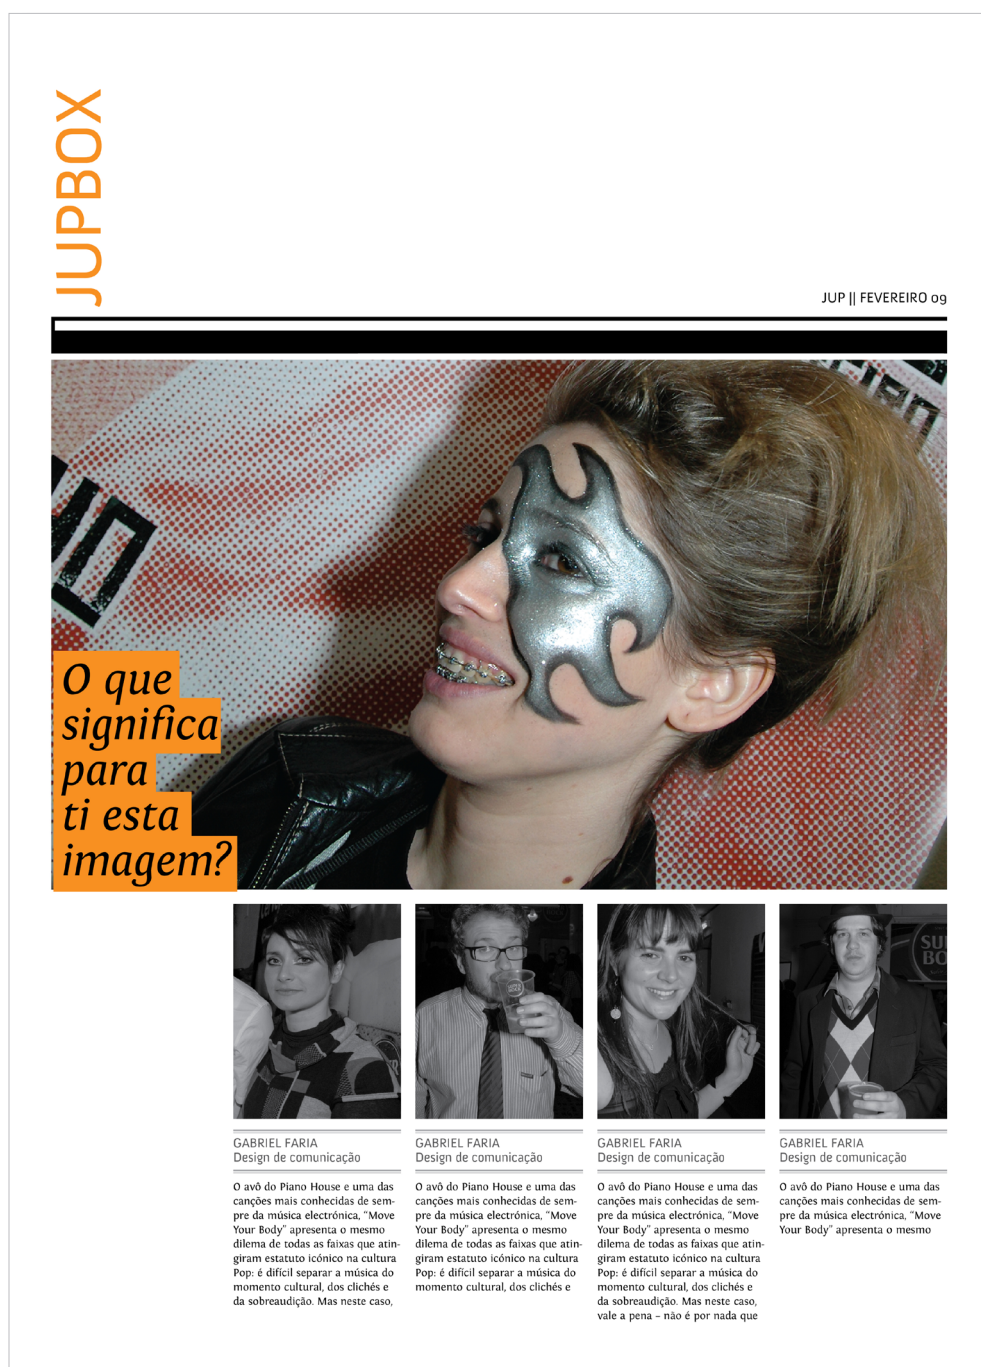 JUPBOX
JUP || FEVEREIRO 09
O que
significa
para
ti esta
imagem?
GABRIEL FARIA
Design de comunicação
O avô do Piano House e uma das
canções mais conhecidas de sem-
pre da música electrónica, “Move
Your Body” apresenta o mesmo
dilema de todas as faixas que atin-
giram estatuto icónico na cultura
Pop: é difícil separar a música do
momento cultural, dos clichés e
da sobreaudição. Mas neste caso,
GABRIEL FARIA
Design de comunicação
O avô do Piano House e uma das
canções mais conhecidas de sem-
pre da música electrónica, “Move
Your Body” apresenta o mesmo
dilema de todas as faixas que atin-
giram estatuto icónico na cultura
Pop: é difícil separar a música do
momento cultural, dos clichés e
GABRIEL FARIA
Design de comunicação
O avô do Piano House e uma das
canções mais conhecidas de sem-
pre da música electrónica, “Move
Your Body” apresenta o mesmo
dilema de todas as faixas que atin-
giram estatuto icónico na cultura
Pop: é difícil separar a música do
momento cultural, dos clichés e
da sobreaudição. Mas neste caso,
vale a pena – não é por nada que
SU
BO
GABRIEL FARIA
Design de comunicação
O avô do Piano House e uma das
canções mais conhecidas de sem-
pre da música electrónica, “Move
Your Body” apresenta o mesmo